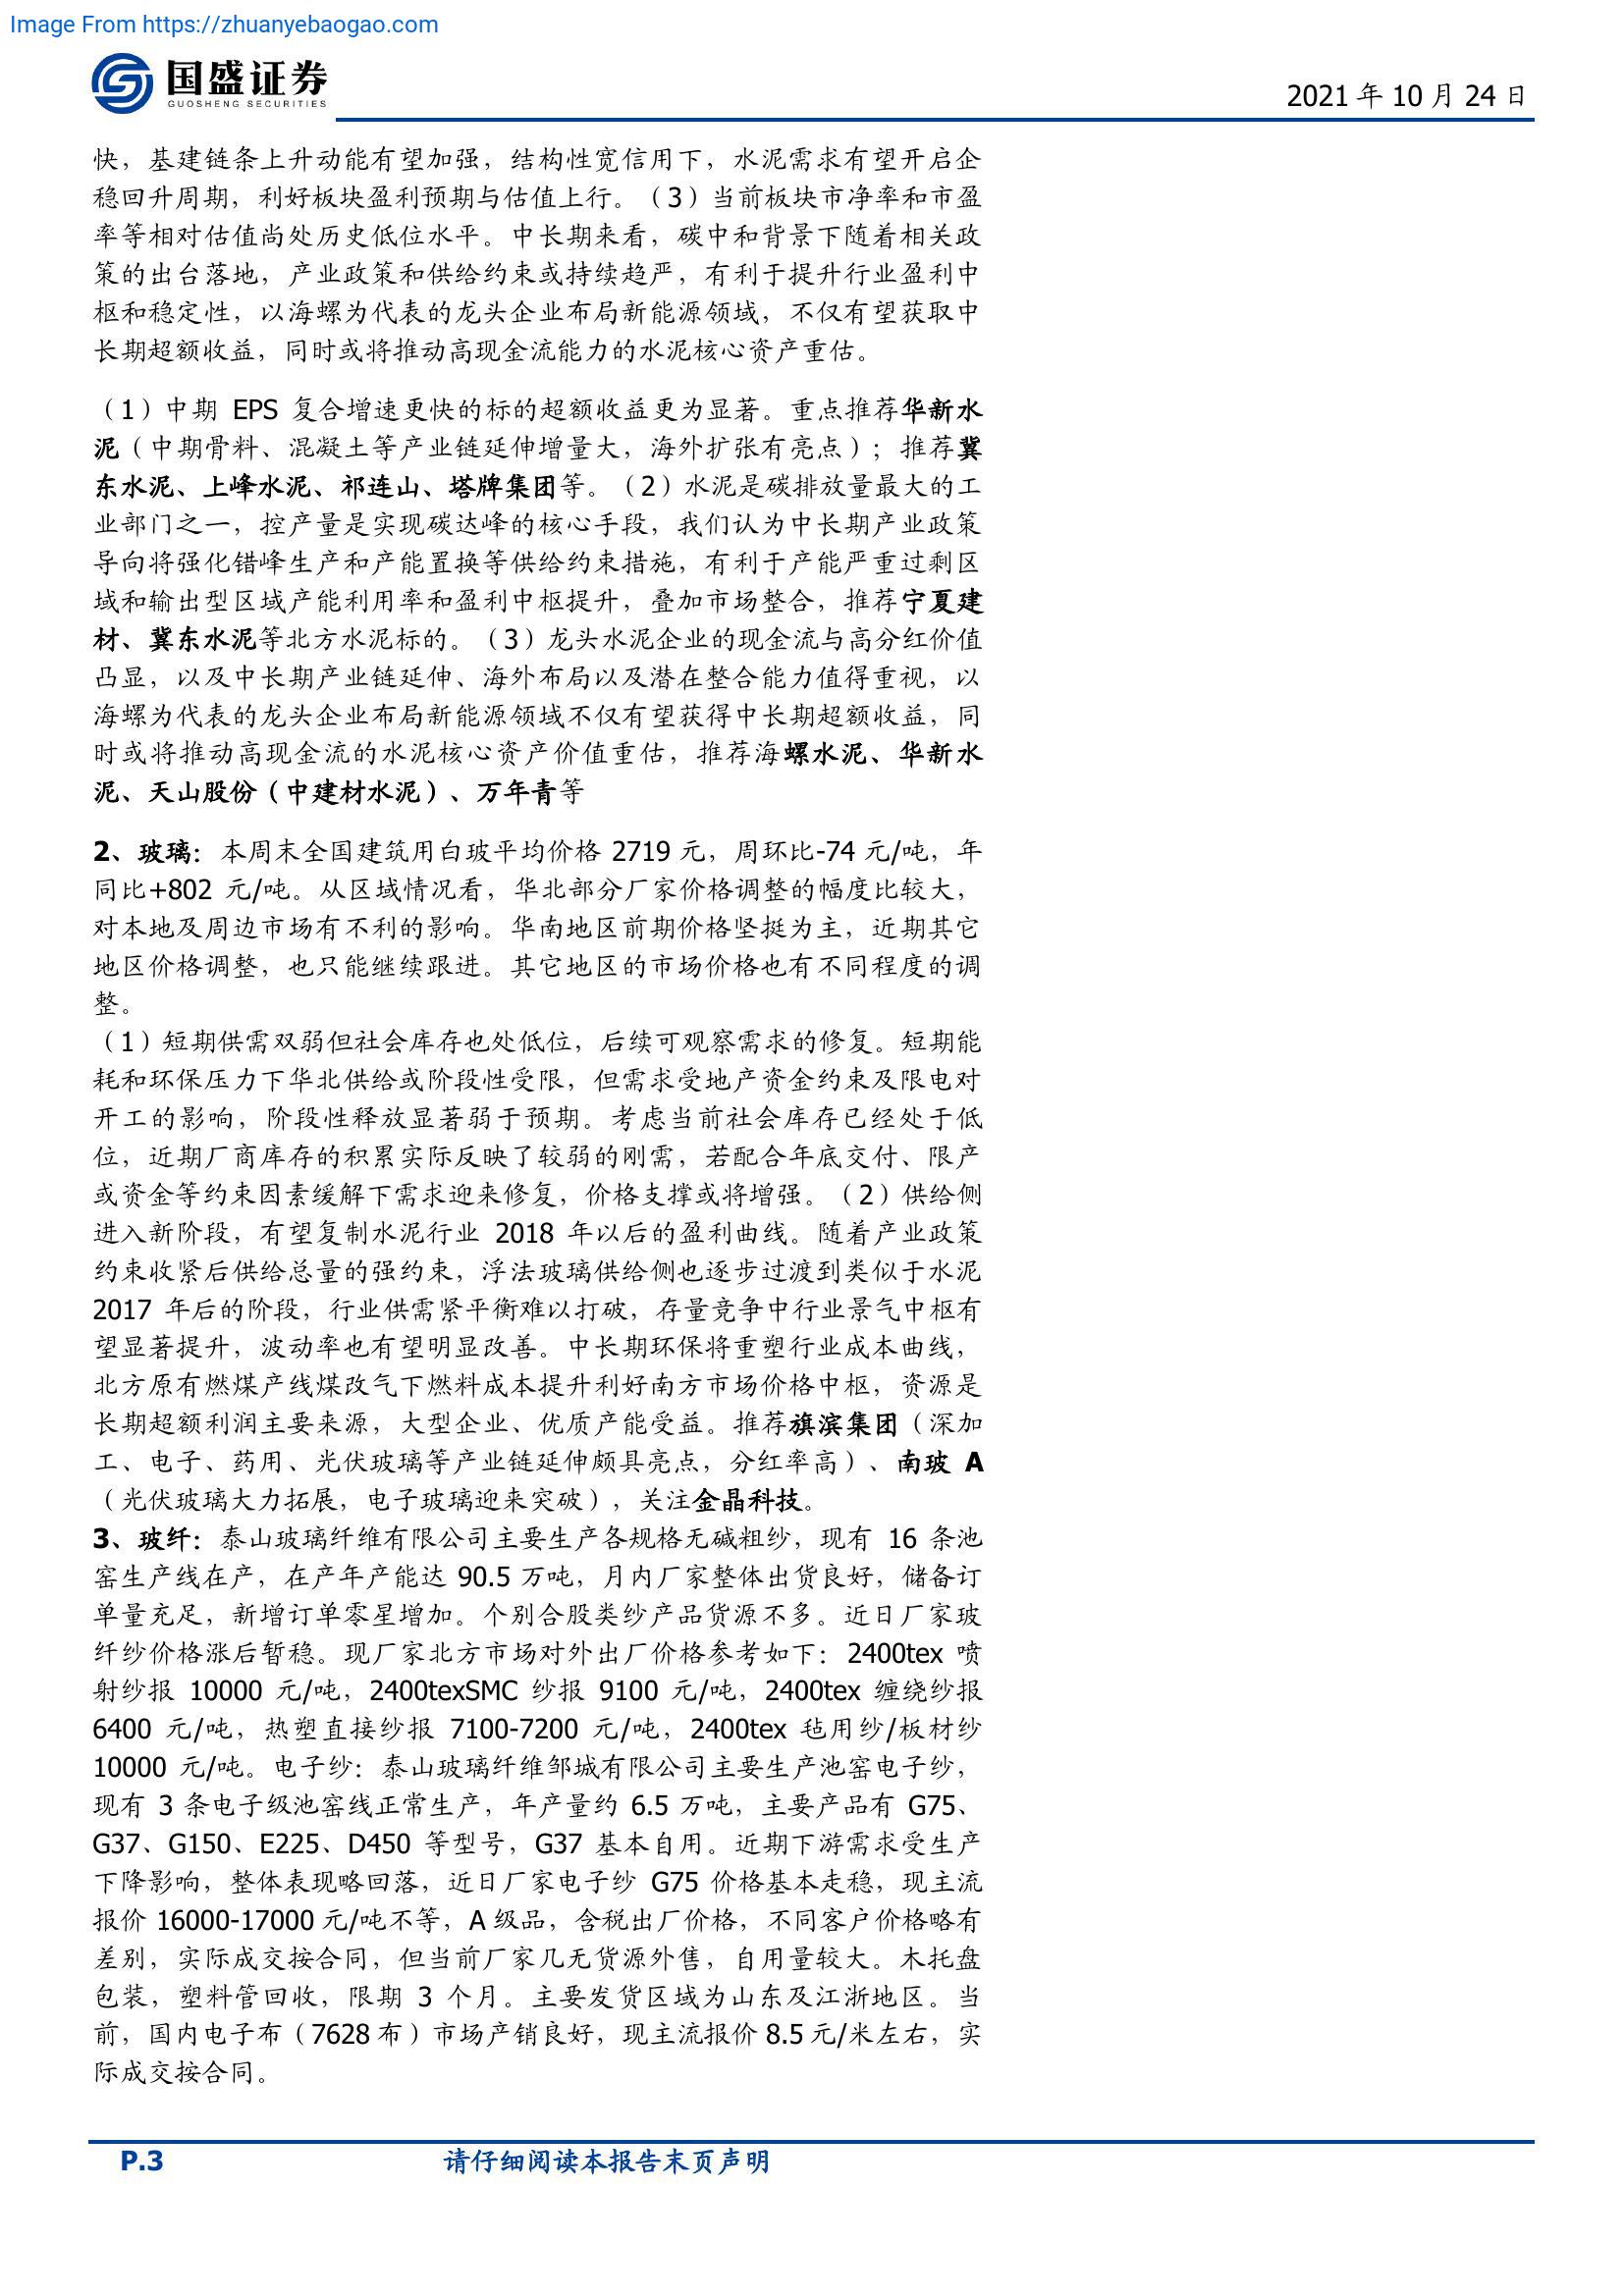 Image From https://zhuanyebaogao.com
国盛证券
GUOSHENG SECURITIES
2021 年 10 月 24 日
快，基建链条上升动能有望加强，结构性宽信用下，水泥需求有望开启企
稳回升周期，利好板块盈利预期与估值上行。（3）当前板块市净率和市盈
率等相对估值尚处历史低位水平。中长期来看，碳中和背景下随着相关政
策的出台落地，产业政策和供给约束或持续趋严，有利于提升行业盈利中
枢和稳定性，以海螺为代表的龙头企业布局新能源领域，不仅有望获取中
长期超额收益，同时或将推动高现金流能力的水泥核心资产重估。
（1）中期 EPS 复合增速更快的标的超额收益更为显著。重点推荐华新水
泥（中期骨料、混凝土等产业链延伸增量大，海外扩张有亮点）；推荐冀
东水泥、上峰水泥、祁连山、塔牌集团等。（2）水泥是碳排放量最大的工
业部门之一，控产量是实现碳达峰的核心手段，我们认为中长期产业政策
导向将强化错峰生产和产能置换等供给约束措施，有利于产能严重过剩区
域和输出型区域产能利用率和盈利中枢提升，叠加市场整合，推荐宁夏建
材、冀东水泥等北方水泥标的。（3）龙头水泥企业的现金流与高分红价值
凸显，以及中长期产业链延伸、海外布局以及潜在整合能力值得重视，以
海螺为代表的龙头企业布局新能源领域不仅有望获得中长期超额收益，同
时或将推动高现金流的水泥核心资产价值重估，推荐海螺水泥、华新水
泥、天山股份（中建材水泥）、万年青等
2、玻璃：本周末全国建筑用白玻平均价格 2719 元，周环比-74 元/吨，年
同比+802 元/吨。从区域情况看，华北部分厂家价格调整的幅度比较大，
对本地及周边市场有不利的影响。华南地区前期价格坚挺为主，近期其它
地区价格调整，也只能继续跟进。其它地区的市场价格也有不同程度的调
整。
（1）短期供需双弱但社会库存也处低位，后续可观察需求的修复。短期能
耗和环保压力下华北供给或阶段性受限，但需求受地产资金约束及限电对
开工的影响，阶段性释放显著弱于预期。考虑当前社会库存已经处于低
位，近期厂商库存的积累实际反映了较弱的刚需，若配合年底交付、限产
或资金等约束因素缓解下需求迎来修复，价格支撑或将增强。（2）供给侧
进入新阶段，有望复制水泥行业 2018 年以后的盈利曲线。随着产业政策
约束收紧后供给总量的强约束，浮法玻璃供给侧也逐步过渡到类似于水泥
2017 年后的阶段，行业供需紧平衡难以打破，存量竞争中行业景气中枢有
望显著提升，波动率也有望明显改善。中长期环保将重塑行业成本曲线，
北方原有燃煤产线煤改气下燃料成本提升利好南方市场价格中枢，资源是
长期超额利润主要来源，大型企业、优质产能受益。推荐旗滨集团（深加
工、电子、药用、光伏玻璃等产业链延伸颇具亮点，分红率高）、南玻 A
（光伏玻璃大力拓展，电子玻璃迎来突破），关注金晶科技。
3、玻纤：泰山玻璃纤维有限公司主要生产各规格无碱粗纱，现有 16 条池
窑生产线在产，在产年产能达 90.5 万吨，月内厂家整体出货良好，储备订
单量充足，新增订单零星增加。个别合股类纱产品货源不多。近日厂家玻
纤纱价格涨后暂稳。现厂家北方市场对外出厂价格参考如下：2400tex 喷
射纱报 10000 元/吨，2400texSMC 纱报 9100 元/吨，2400tex 缠绕纱报
6400 元/吨，热塑直接纱报 7100-7200 元/吨，2400tex 毡用纱/板材纱
10000 元/吨。电子纱：泰山玻璃纤维邹城有限公司主要生产池窑电子纱，
现有 3 条电子级池窑线正常生产，年产量约 6.5 万吨，主要产品有 G75、
G37、G150、E225、D450 等型号，G37 基本自用。近期下游需求受生产
下降影响，整体表现略回落，近日厂家电子纱 G75 价格基本走稳，现主流
报价 16000-17000 元/吨不等，A 级品，含税出厂价格，不同客户价格略有
差别，实际成交按合同，但当前厂家几无货源外售，自用量较大。木托盘
包装，塑料管回收，限期 3 个月。主要发货区域为山东及江浙地区。当
前，国内电子布（7628 布）市场产销良好，现主流报价 8.5 元/米左右，实
际成交按合同。
P.3
请仔细阅读本报告末页声明